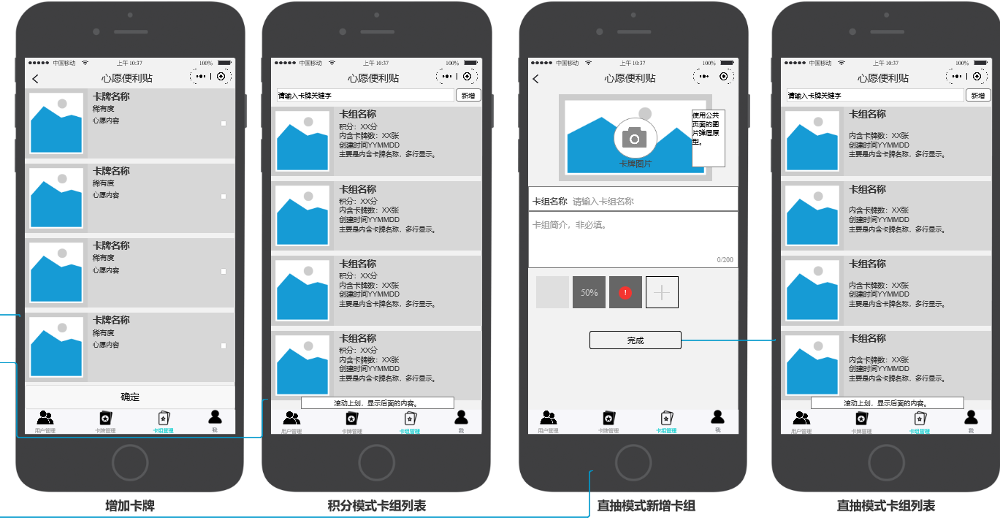 中国移动
上午 10:37
100%
心愿便利贴
卡牌名称
稀有度
心愿内容
卡牌名称
稀有度
心愿内容
卡牌名称
稀有度
心愿内容
卡牌名称
稀有度
心愿内容
确定
用户管理
卡牌管理
卡组管理
我
增加卡牌
中国移动
上午 10:37
100%
心愿便利贴
请输入卡牌关键字
新增
卡组名称
积分：XX分
内含卡牌数：XX张
创建时间YYMMDD
主要是内含卡牌名称，多行显示。
卡组名称
积分：XX分
内含卡牌数：XX张
创建时间YYMMDD
主要是内含卡牌名称，多行显示。
卡组名称
积分：XX分
内含卡牌数：XX张
创建时间YYMMDD
主要是内含卡牌名称，多行显示。
卡组名称
积分：XX分
内含卡牌数：XX张
创建时间YYMMDD
主要是内含卡牌名称，多行显示。
滚动上划，显示后面的内容。
用户管理
卡牌管理
卡组管理
我
积分模式卡组列表
中国移动
上午 10:37
100%
心愿便利贴
使用公共
页面的图
片弹层原
型。
卡牌图片
卡组名称 请输入卡组名称
卡组简介，非必填。
0/200
50%
!
完成
用户管理
卡牌管理
卡组管理
我
直抽模式新增卡组
中国移动
上午 10:37
100%
心愿便利贴
请输入卡牌关键字
新增
卡组名称
内含卡牌数：XX张
创建时间YYMMDD
主要是内含卡牌名称，多行显示。
卡组名称
内含卡牌数：XX张
创建时间YYMMDD
主要是内含卡牌名称，多行显示。
卡组名称
内含卡牌数：XX张
创建时间YYMMDD
主要是内含卡牌名称，多行显示。
卡组名称
内含卡牌数：XX张
创建时间YYMMDD
主要是内含卡牌名称，多行显示。
滚动上划，显示后面的内容。
用户管理
卡牌管理
卡组管理
我
直抽模式卡组列表